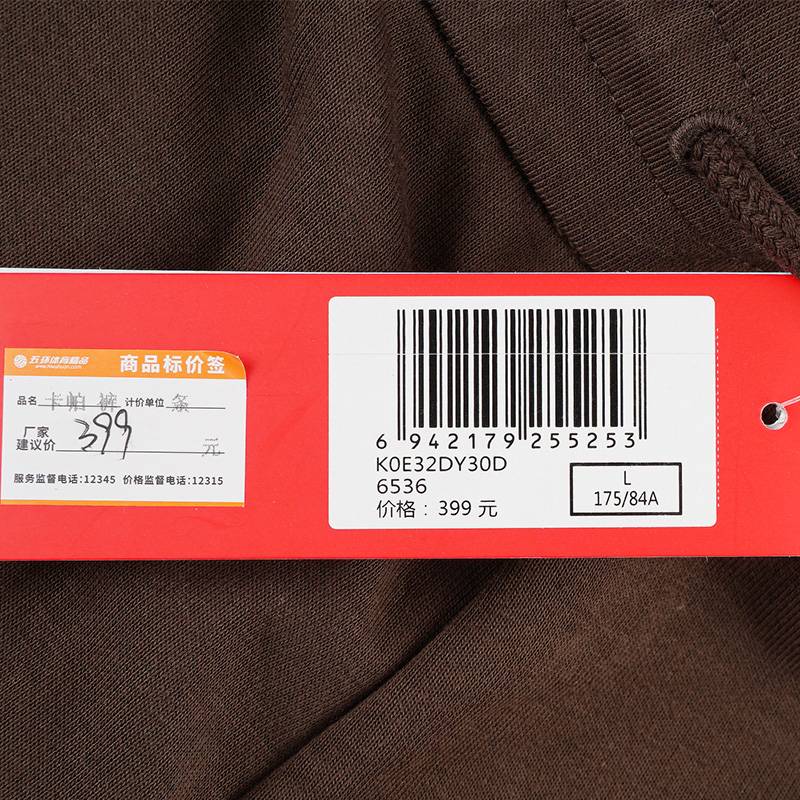 五环体育精品
商品标价签
品名 卡帕 裤 计价单位 条
厂家
建议价 399 元
服务监督电话:12345 价格监督电话:12315
6 942179 255253
K0E32DY30D
6536
价格：399 元
L
175/84A